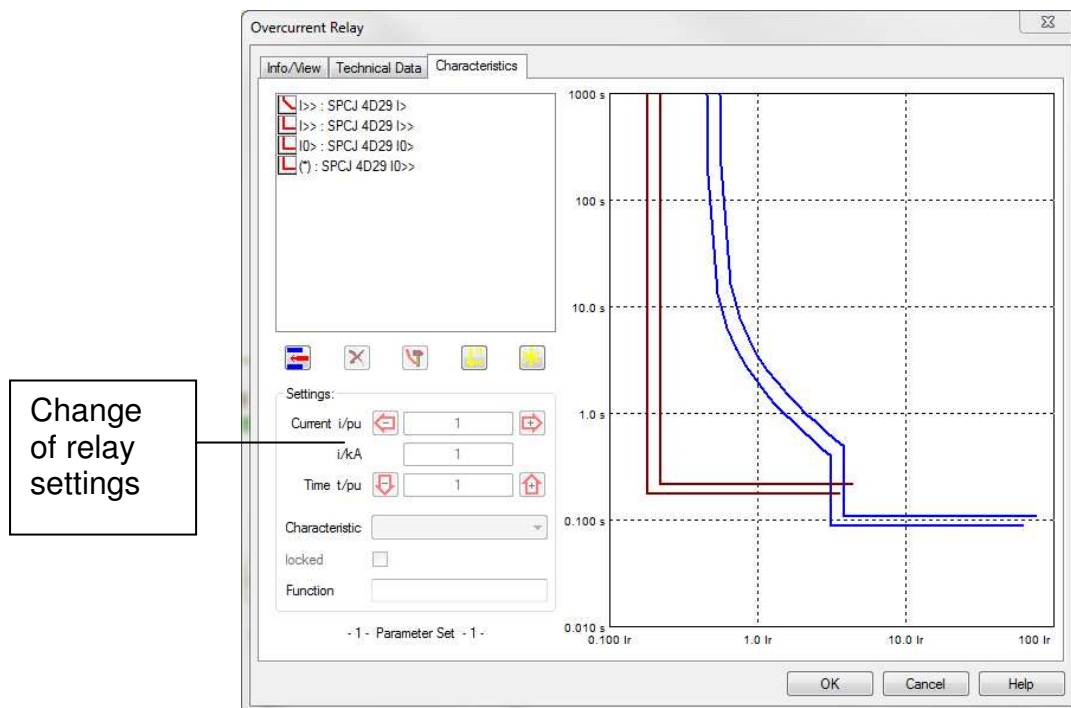 Overcurrent Relay
Info/View
Technical Data
Characteristics
I>> : SPCJ 4D29 I>
I>> : SPCJ 4D29 I>>
I0> : SPCJ 4D29 I0>
(*) : SPCJ 4D29 I0>>
Settings:
Current i/pu
1
i/kA
1
Time t/pu
1
Characteristic
locked
Function
- 1 - Parameter Set - 1 -
Change
of relay
settings
1000 s
100 s
10.0 s
1.0 s
0.100 s
0.010 s
0.100 Ir
1.0 Ir
10.0 Ir
100 Ir
OK
Cancel
Help